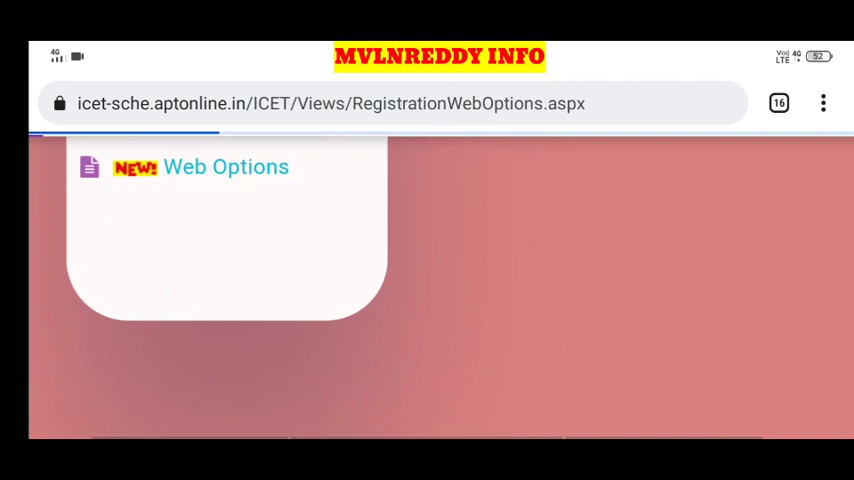 MVLNREDDY INFO
4G
Vo) 4G
LTE
52
icet-sche.aptonline.in/ICET/Views/RegistrationWebOptions.aspx
16
NEW! Web Options